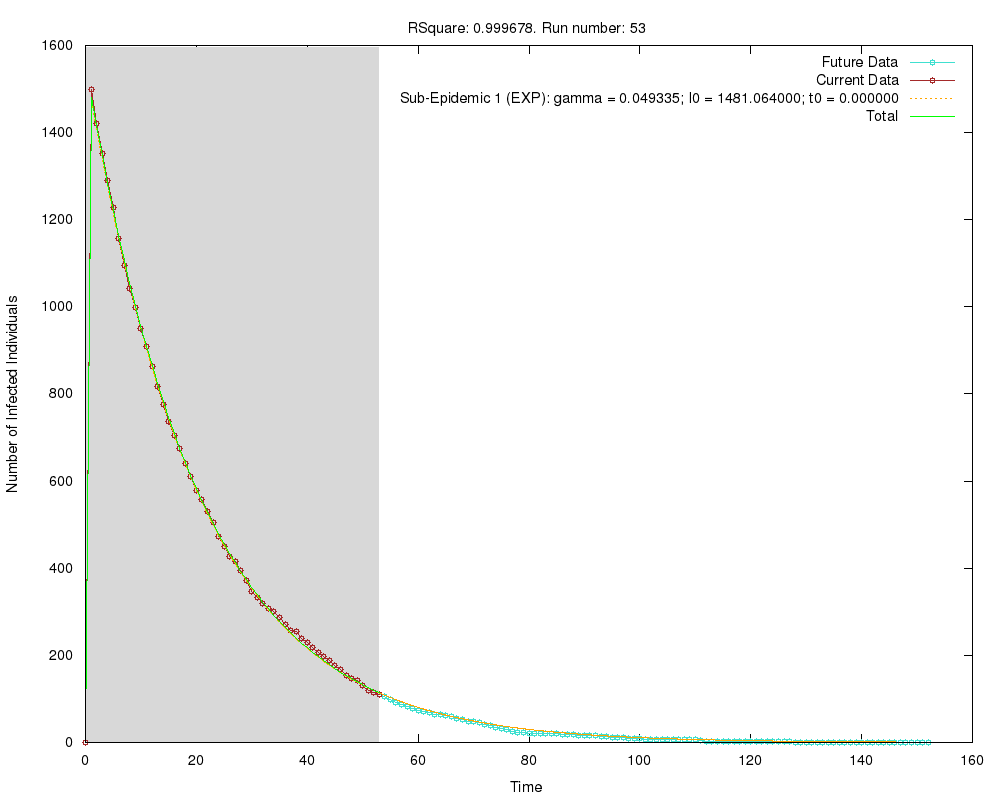 RSquare: 0.999678. Run number: 53
1600
1400
1200
1000
800
600
400
200
0
Number of Infected Individuals
Future Data
Current Data
Sub-Epidemic 1 (EXP): gamma = 0.049335; I0 = 1481.064000; t0 = 0.000000
Total
0 20 40 60 80 100 120 140 160
Time